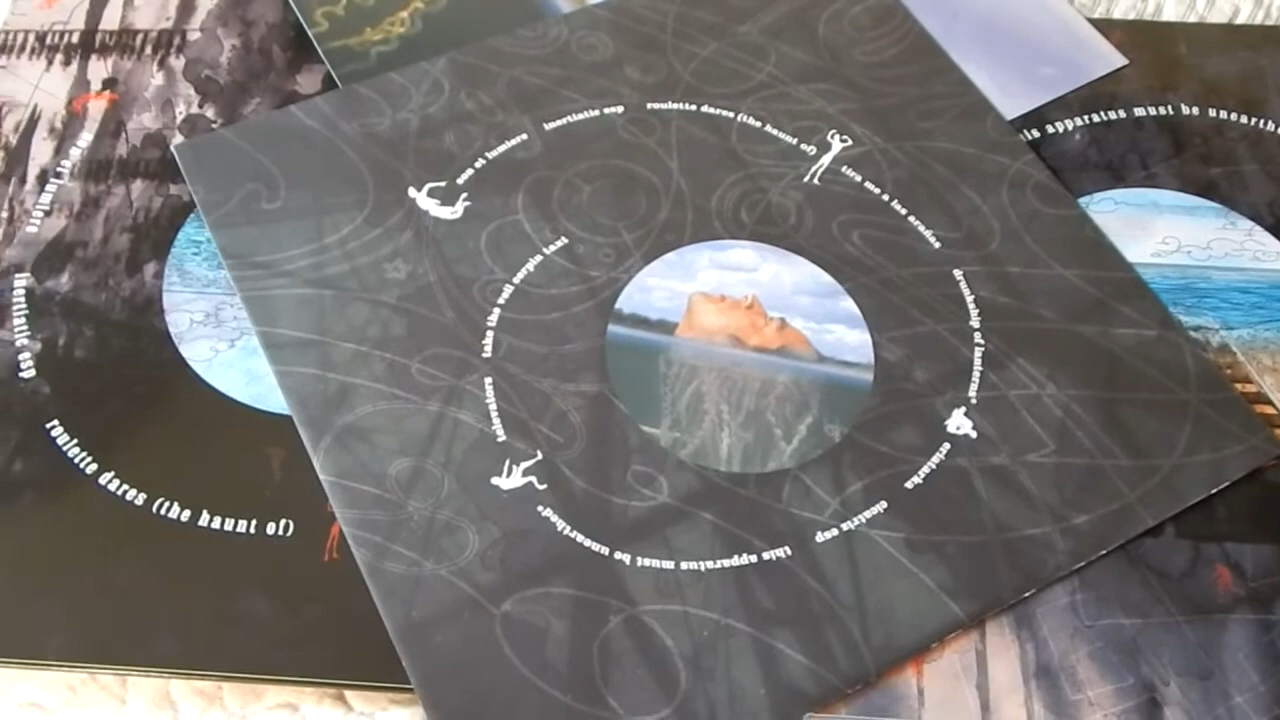 son et lumiere
inertiatic esp
roulette dares (the haunt of)
tira me a las arañas
drunkship of lanterns*
eriatarka
cicatriz esp
this apparatus must be unearthed*
televators
take the veil cerpin taxt
inertiatic esp
roulette dares (the haunt of)
is apparatus must be unearth